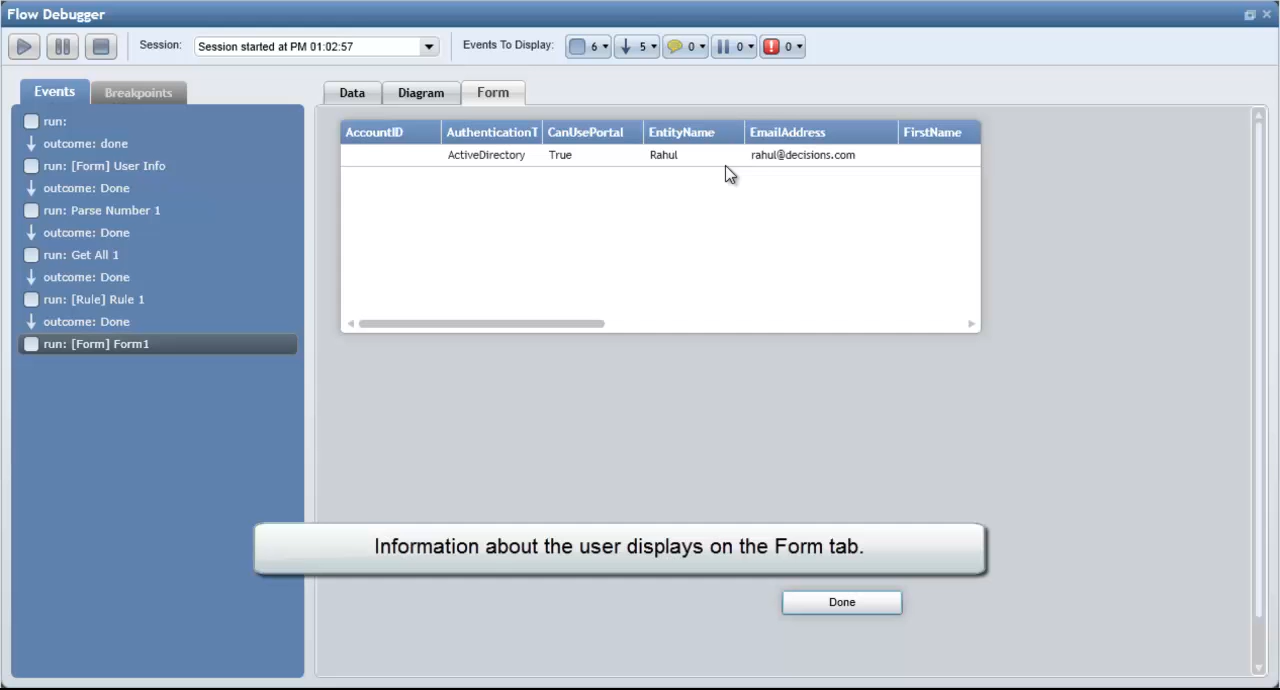 Flow Debugger
Session: Session started at PM 01:02:57 Events To Display: 6 5 0 0 0
Events Breakpoints
Data Diagram Form
run:
outcome: done
run: [Form] User Info
outcome: Done
run: Parse Number 1
outcome: Done
run: Get All 1
outcome: Done
run: [Rule] Rule 1
outcome: Done
run: [Form] Form1
AccountID AuthenticationT CanUsePortal EntityName EmailAddress FirstName
ActiveDirectory True Rahul rahul@decisions.com
Information about the user displays on the Form tab.
Done